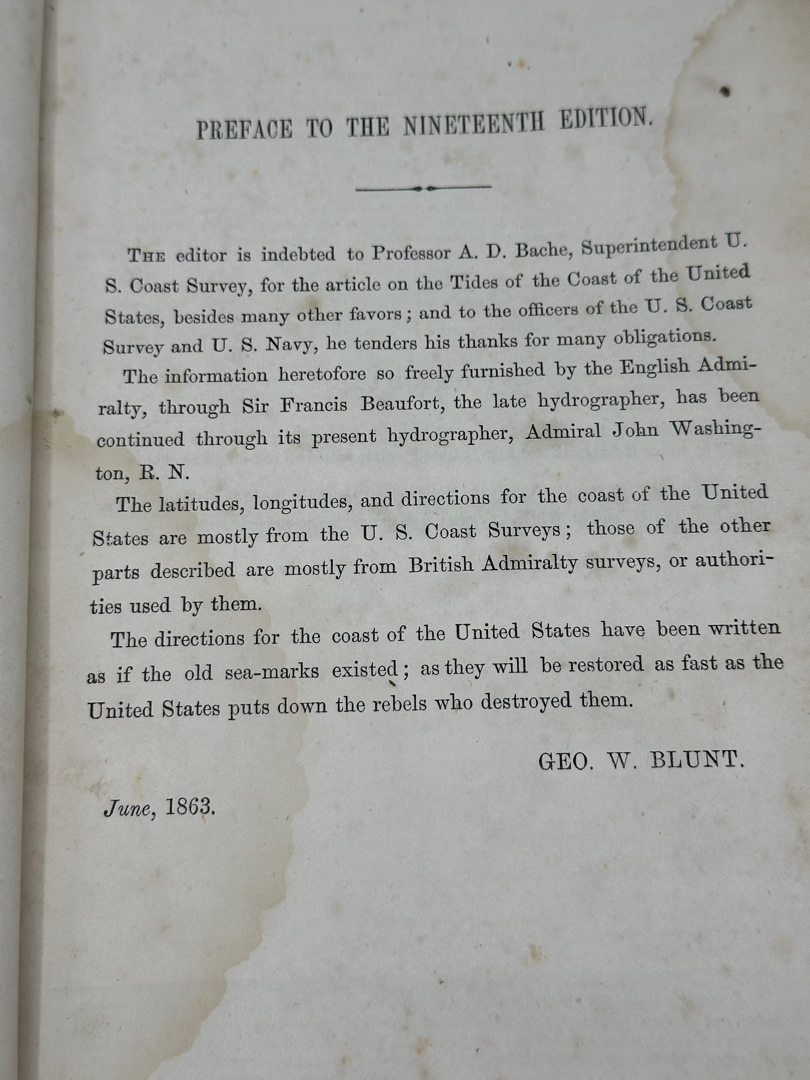 PREFACE TO THE NINETEENTH EDITION.
THE editor is indebted to Professor A. D. Bache, Superintendent U.
S. Coast Survey, for the article on the Tides of the Coast of the United
States, besides many other favors; and to the officers of the U. S. Coast
Survey and U. S. Navy, he tenders his thanks for many obligations.
The information heretofore so freely furnished by the English Admi-
ralty, through Sir Francis Beaufort, the late hydrographer, has been
continued through its present hydrographer, Admiral John Washing-
ton, R. N.
The latitudes, longitudes, and directions for the coast of the United
States are mostly from the U. S. Coast Surveys; those of the other
parts described are mostly from British Admiralty surveys, or authori-
ties used by them.
The directions for the coast of the United States have been written
as if the old sea-marks existed; as they will be restored as fast as the
United States puts down the rebels who destroyed them.
GEO. W. BLUNT.
June, 1863.